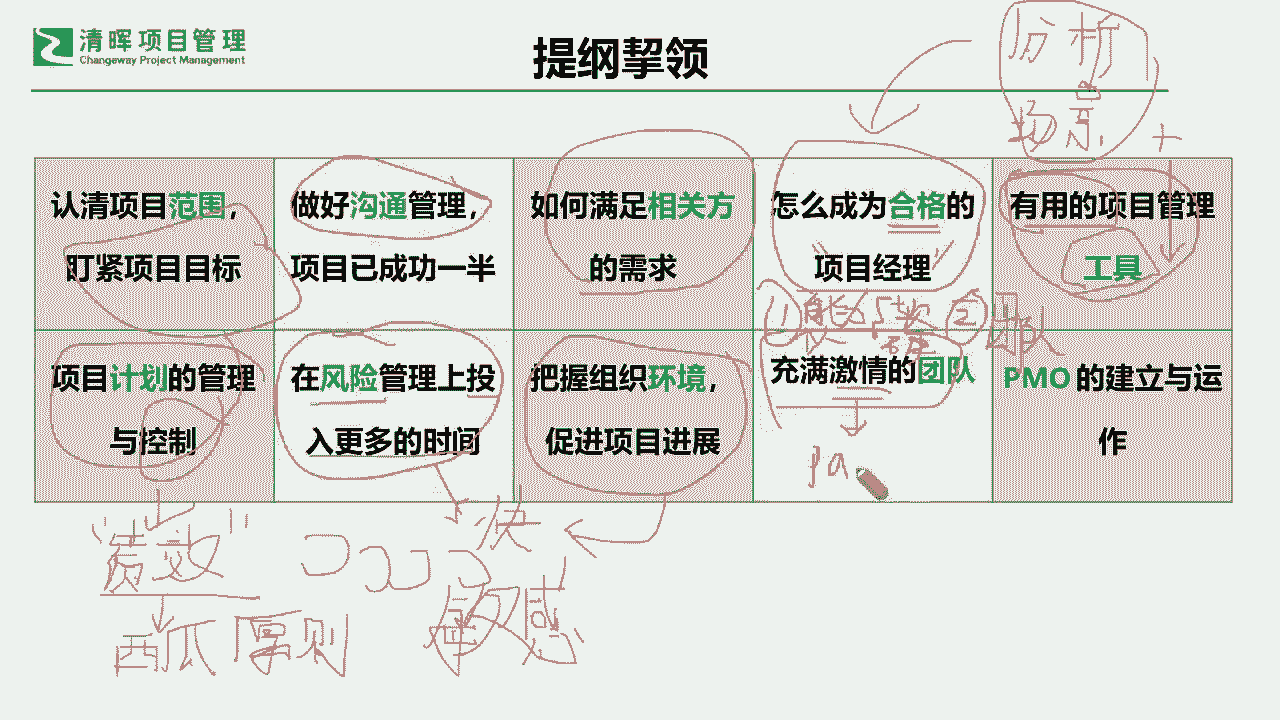 清晖项目管理
Changeway Project Management
提纲挈领
分析
场景
认清项目范围，
盯紧项目目标
做好沟通管理，
项目已成功一半
如何满足相关方
的需求
怎么成为合格的
项目经理
有用的项目管理
工具
① ②团队
项目计划的管理
与控制
在风险管理上投
入更多的时间
把握组织环境，
促进项目进展
充满激情的团队
PMO 的建立与运
作
pa
快
敏感
西瓜原则